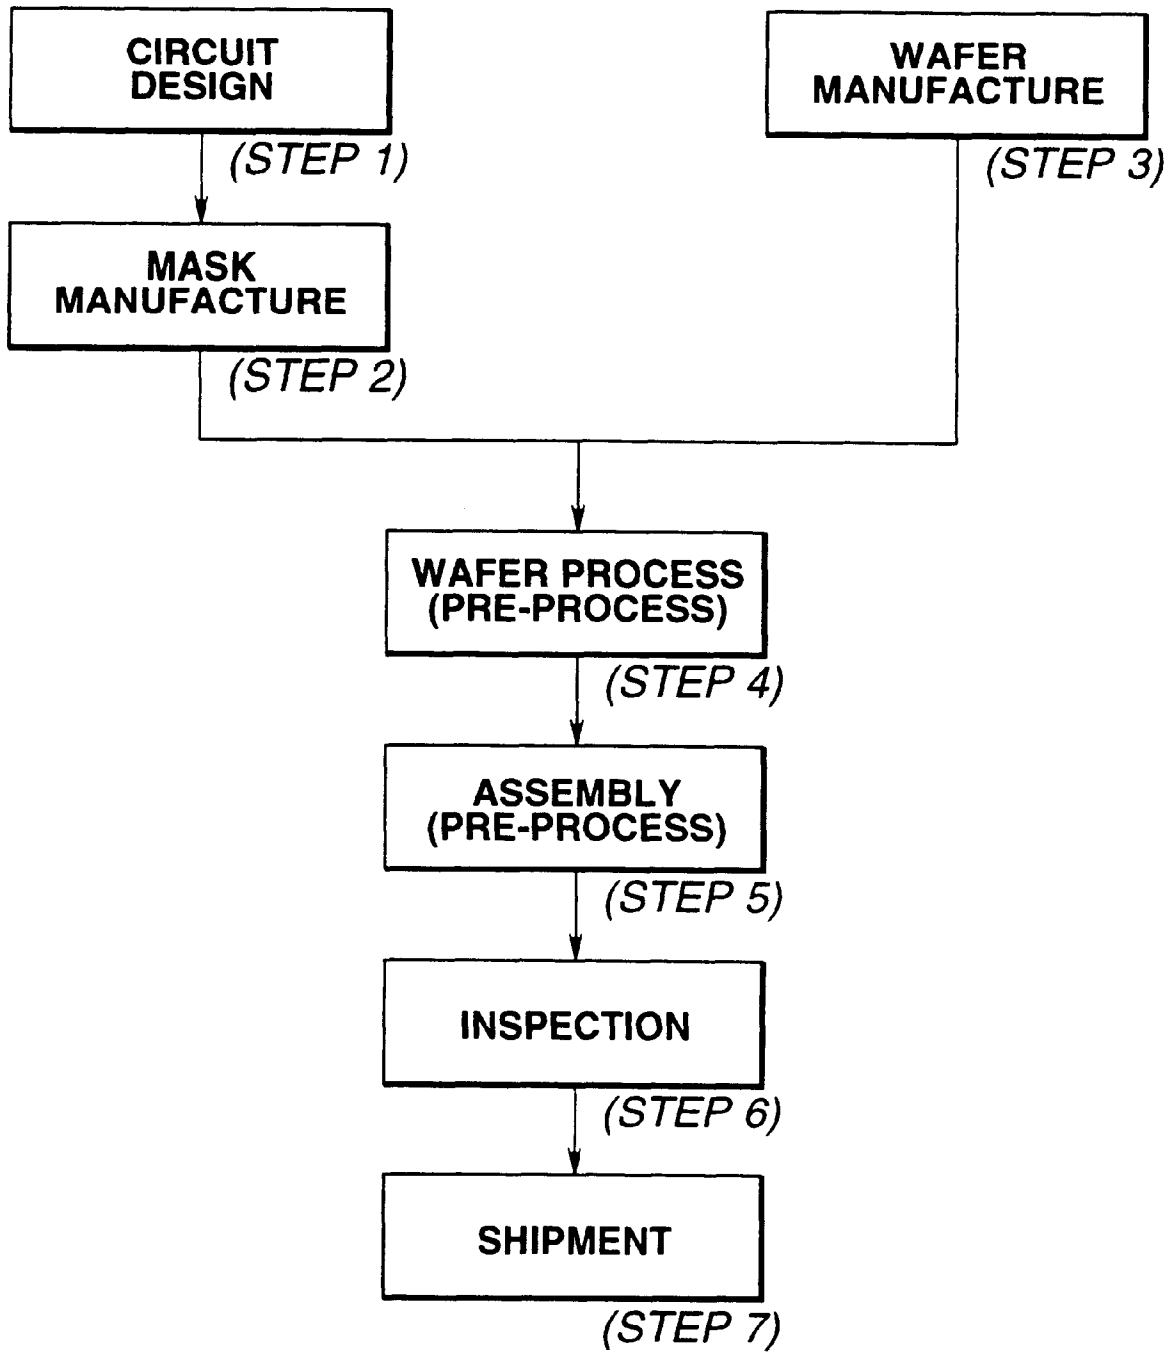 CIRCUIT
DESIGN
(STEP 1)
WAFER
MANUFACTURE
(STEP 3)
MASK
MANUFACTURE
(STEP 2)
WAFER PROCESS
(PRE-PROCESS)
(STEP 4)
ASSEMBLY
(PRE-PROCESS)
(STEP 5)
INSPECTION
(STEP 6)
SHIPMENT
(STEP 7)